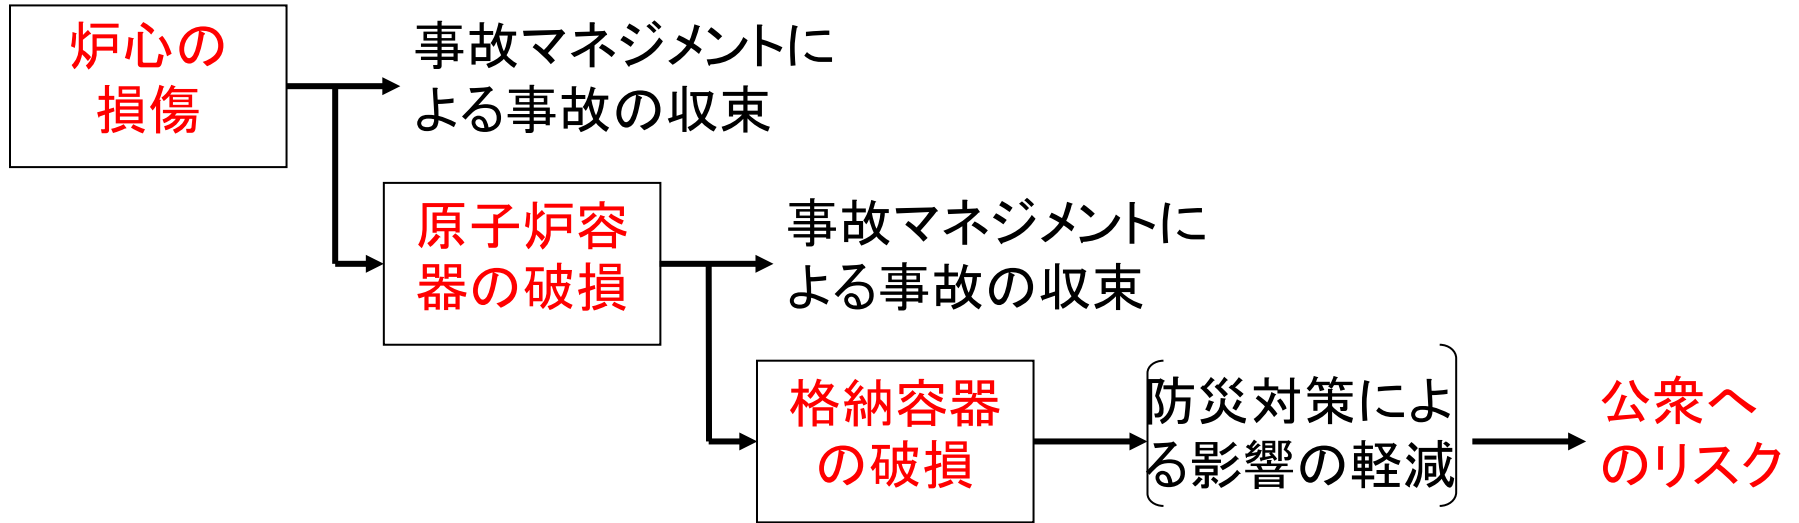 炉心の
損傷
事故マネジメントに
よる事故の収束
原子炉容
器の破損
事故マネジメントに
よる事故の収束
格納容器
の破損
防災対策によ
る影響の軽減
公衆へ
のリスク